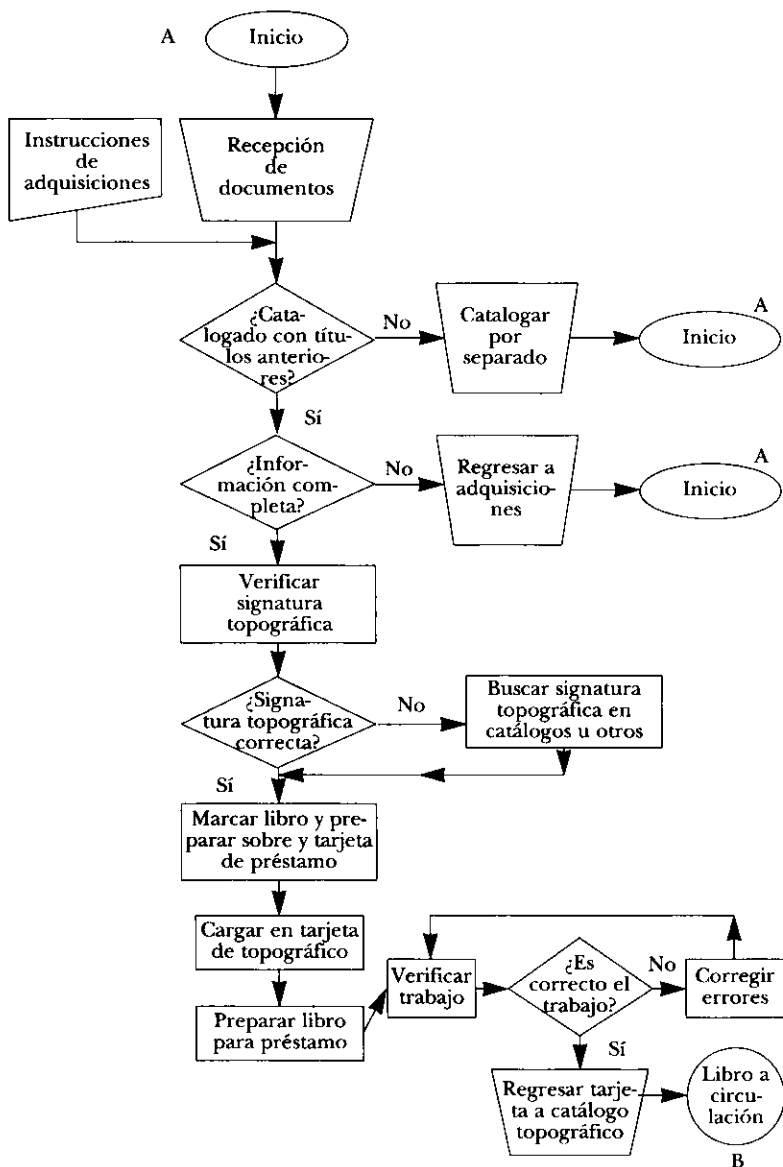 A
Inicio
Instrucciones
de
adquisiciones
Recepción
de
documentos
¿Cata-
logado con títu-
los anterio-
res?
No
Catalogar
por
separado
A
Inicio
Sí
¿Infor-
mación com-
pleta?
No
Regresar a
adquisicio-
nes
A
Inicio
Sí
Verificar
signatura
topográfica
¿Signa-
tura topográfica
correcta?
No
Buscar signatura
topográfica en
catálogos u otros
Sí
Marcar libro y pre-
parar sobre y tarjeta
de préstamo
Cargar en tarjeta
de topográfico
Preparar libro
para préstamo
Verificar
trabajo
¿Es
correcto el
trabajo?
No
Corregir
errores
Sí
Regresar tarje-
ta a catálogo
topográfico
Libro a
circu-
lación
B